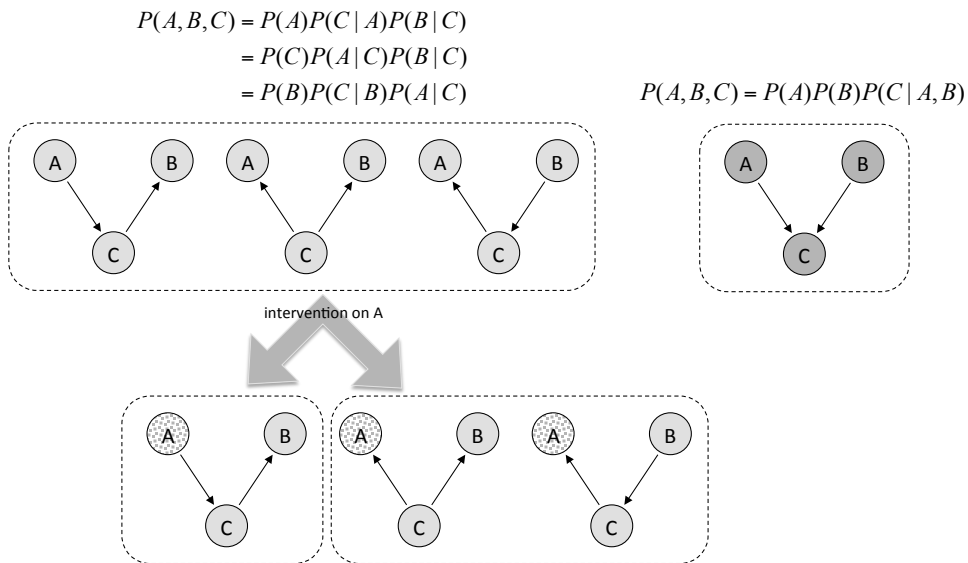 P(A,B,C) = P(A)P(C|A)P(B|C)
= P(C)P(A|C)P(B|C)
= P(B)P(C|B)P(A|C)
P(A,B,C) = P(A)P(B)P(C|A,B)
A B A B A B
C C C
A B
C
intervention on A
A B
C
A B A B
C C